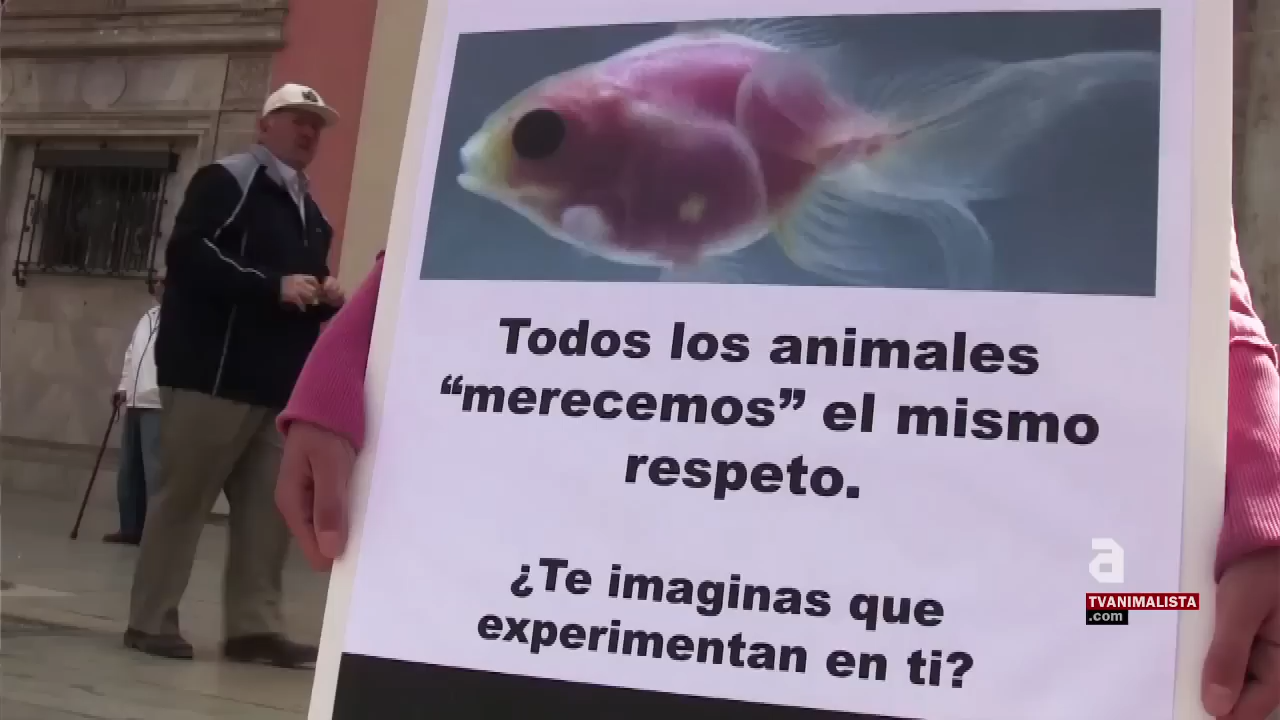 Todos los animales
“merecemos” el mismo
respeto.
¿Te imaginas que
experimentan en ti?
a
TVANIMALISTA
.com